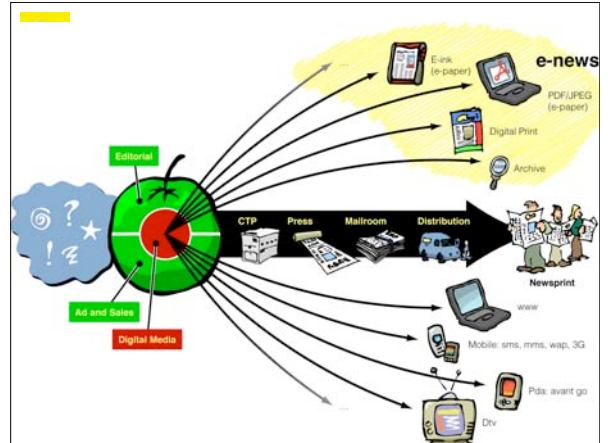 ...
E-ink
(e-paper)
e-news
PDF/JPEG
(e-paper)
Digital Print
Archive
Editorial
? !
CTP
Press
Mailroom
Distribution
Newsprint
Ad and Sales
Digital Media
www
Mobile: sms, mms, wap, 3G
Pda: avant go
...
Dtv